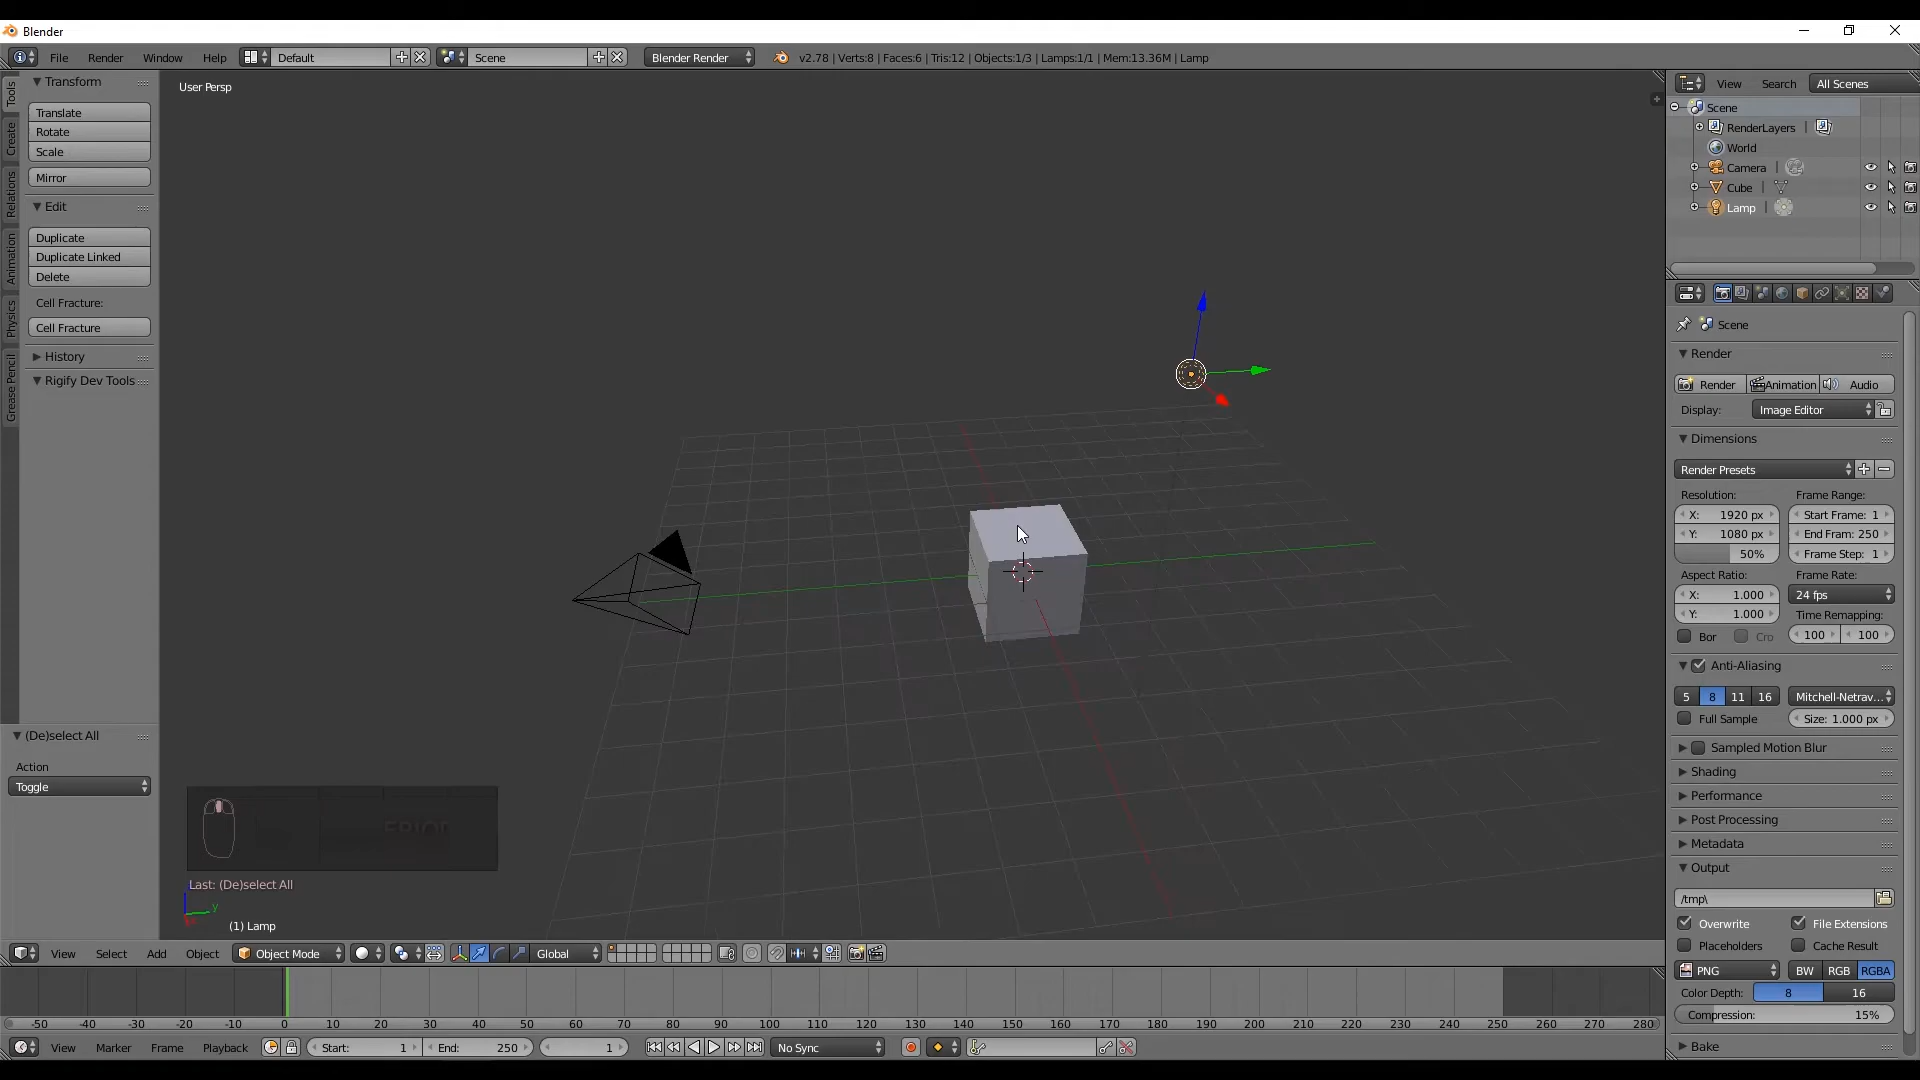 Blender
File Render Window Help Default Scene Blender Render v2.78 | Verts:8 | Faces:6 | Tris:12 | Objects:1/3 | Lamps:1/1 | Mem:13.36M | Lamp
Tools
Create
Relations
Animation
Physics
Grease Pencil
Transform
Translate
Rotate
Scale
Mirror
Edit
Duplicate
Duplicate Linked
Delete
Cell Fracture:
Cell Fracture
History
Rigify Dev Tools
(De)select All
Action
Toggle
User Persp
Last: (De)select All
y
(1) Lamp
View Select Add Object Object Mode Global
View Search All Scenes
Scene
RenderLayers |
World
Camera |
Cube |
Lamp |
Scene
Render
Render Animation Audio
Display: Image Editor
Dimensions
Render Presets
Resolution: Frame Range:
X: 1920 px Start Frame: 1
Y: 1080 px End Fram: 250
50% Frame Step: 1
Aspect Ratio: Frame Rate:
X: 1.000 24 fps
Y: 1.000 Time Remapping:
Bor Cro 100 100
Anti-Aliasing
5 8 11 16 Mitchell-Netrav...
Full Sample Size: 1.000 px
Sampled Motion Blur
Shading
Performance
Post Processing
Metadata
Output
/tmp\
Overwrite File Extensions
Placeholders Cache Result
PNG BW RGB RGBA
Color Depth: 8 16
Compression: 15%
Bake
-50 -40 -30 -20 -10 0 10 20 30 40 50 60 70 80 90 100 110 120 130 140 150 160 170 180 190 200 210 220 230 240 250 260 270 280
View Marker Frame Playback Start: 1 End: 250 1 No Sync